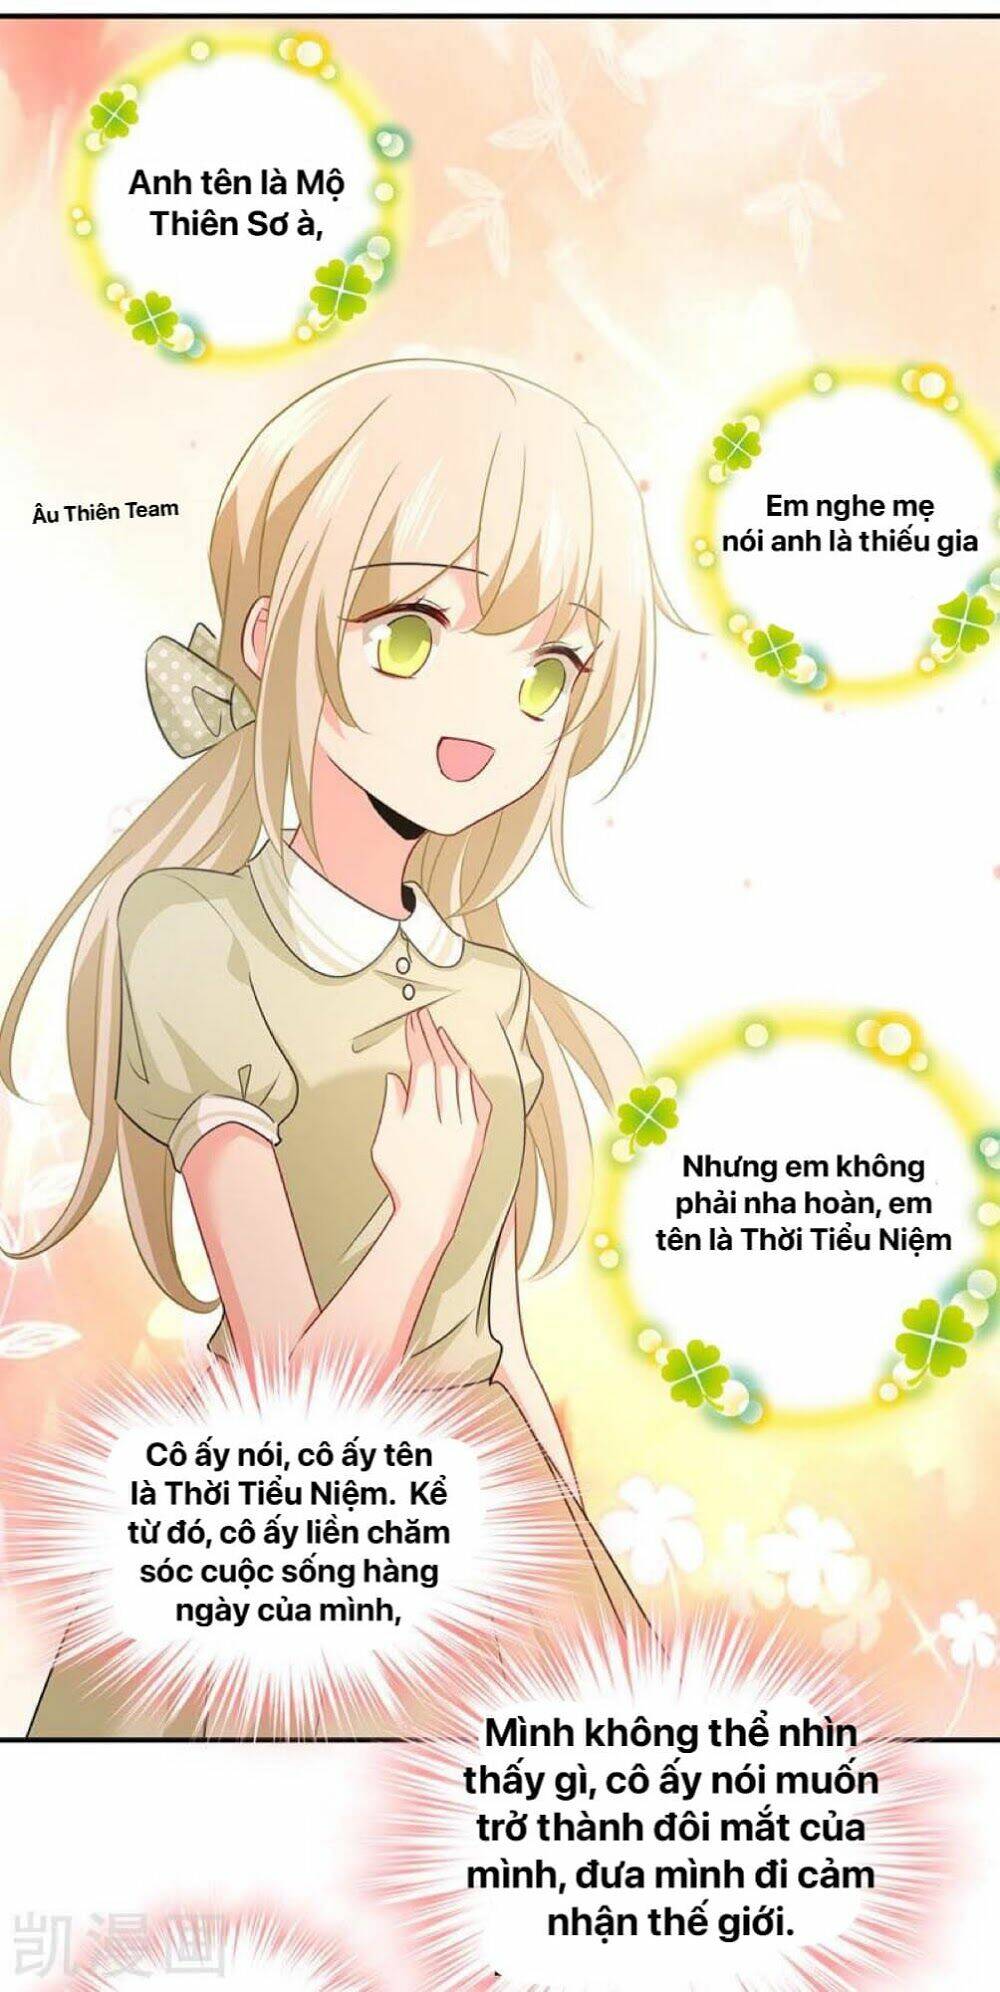 Anh tên là Mộ
Thiên Sơ à,
Âu Thiên Team
Em nghe mẹ
nói anh là thiếu gia
Nhưng em không
phải nha hoàn, em
tên là Thời Tiểu Niệm
Cô ấy nói, cô ấy tên
là Thời Tiểu Niệm. Kể
từ đó, cô ấy liền chăm
sóc cuộc sống hàng
ngày của mình,
Mình không thể nhìn
thấy gì, cô ấy nói muốn
trở thành đôi mắt của
mình, đưa mình đi cảm
nhận thế giới.
凯漫画